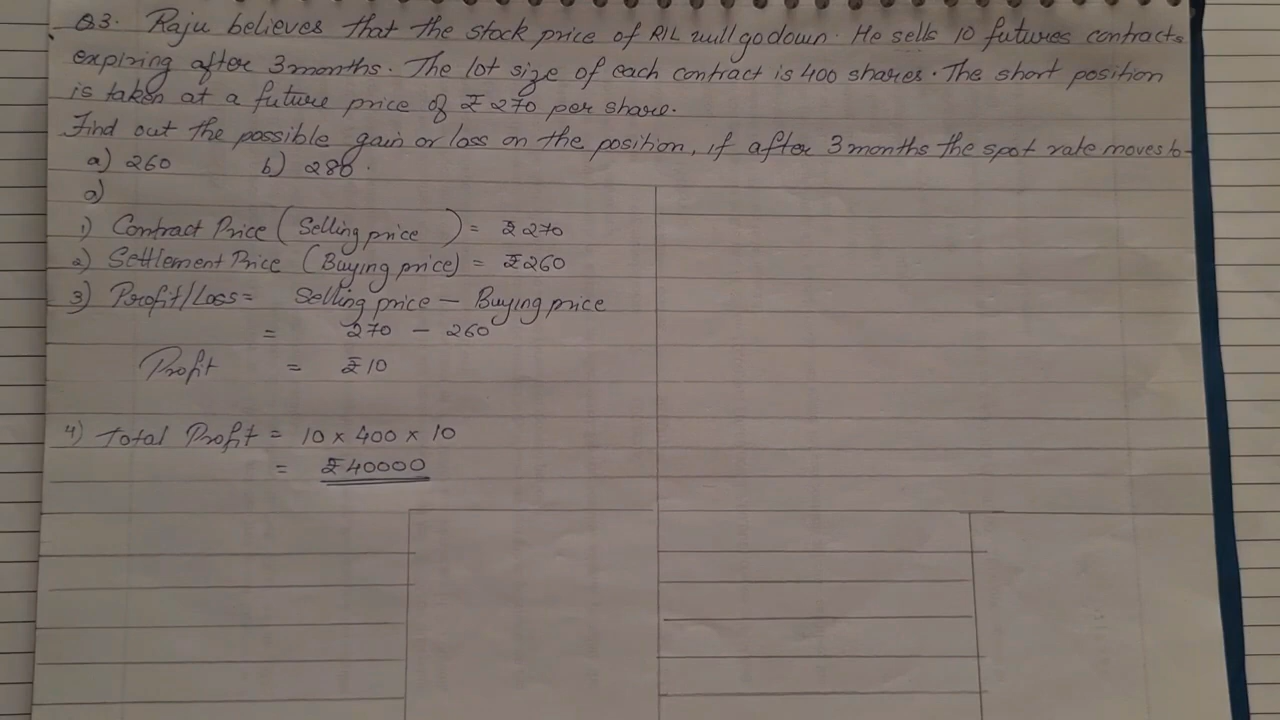 Q3. Raju believes that the stock price of RIL will go down. He sells 10 futures contracts
expiring after 3 months. The lot size of each contract is 400 shares. The short position
is taken at a future price of ₹ 270 per share.
Find out the possible gain or loss on the position, if after 3 months the spot rate moves to-
a) 260 b) 280.
a)
1) Contract Price (Selling price) = ₹ 270
2) Settlement Price (Buying price) = ₹ 260
3) Profit/Loss = Selling price – Buying price
= 270 – 260
Profit = ₹ 10
4) Total Profit = 10 × 400 × 10
= ₹ 40000